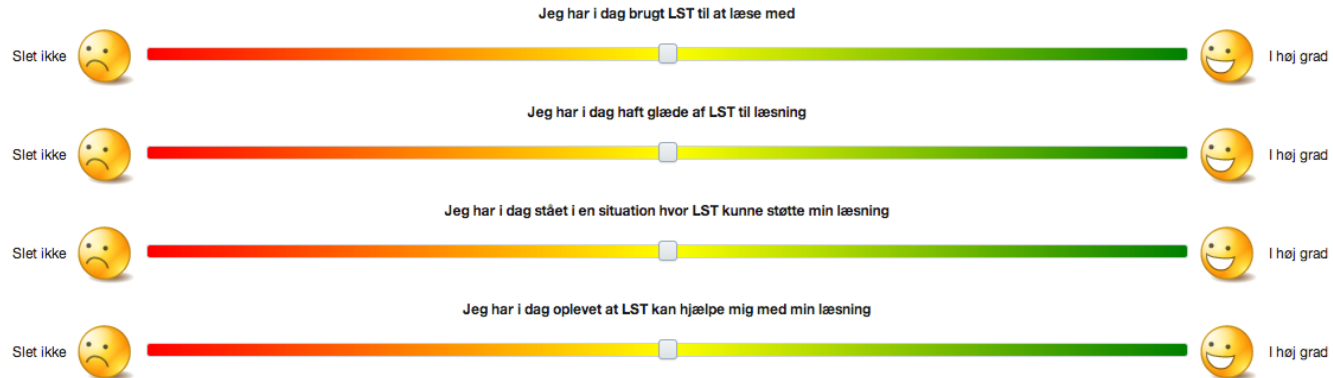 Jeg har i dag brugt LST til at læse med
Slet ikke I høj grad
Jeg har i dag haft glæde af LST til læsning
Slet ikke I høj grad
Jeg har i dag stået i en situation hvor LST kunne støtte min læsning
Slet ikke I høj grad
Jeg har i dag oplevet at LST kan hjælpe mig med min læsning
Slet ikke I høj grad